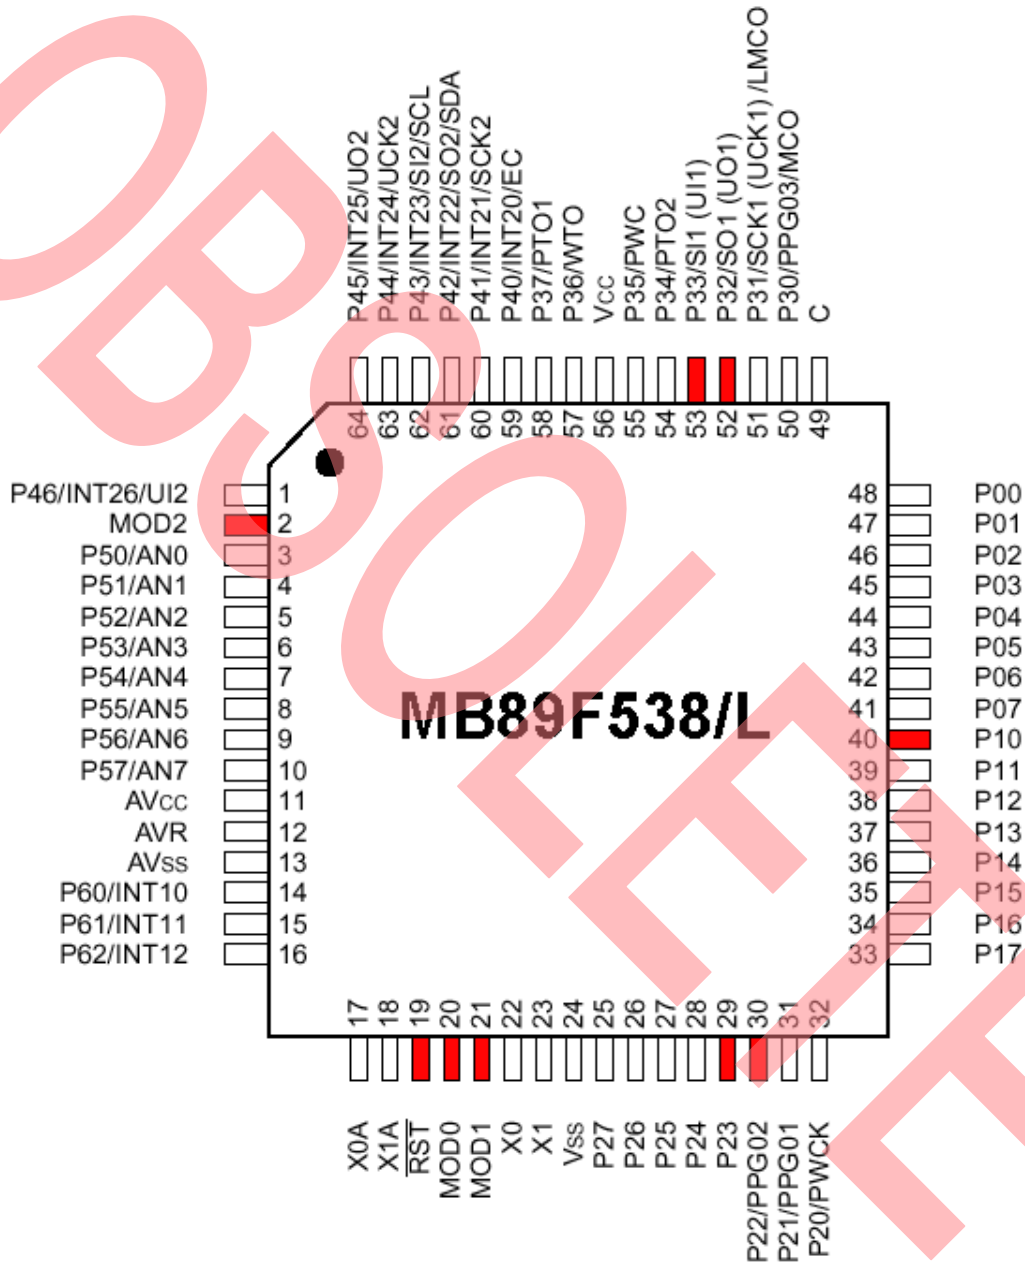 P45/INT25/UO2
P44/INT24/UCK2
P43/INT23/SI2/SCL
P42/INT22/SO2/SDA
P41/INT21/SCK2
P40/INT20/EC
P37/PTO1
P36/WTO
Vcc
P35/PWC
P34/PTO2
P33/SI1 (UI1)
P32/SO1 (UO1)
P31/SCK1 (UCK1) /LMCO
P30/PPG03/MCO
C
64 63 62 61 60 59 58 57 56 55 54 53 52 51 50 49
P46/INT26/UI2 1
MOD2 2
P50/AN0 3
P51/AN1 4
P52/AN2 5
P53/AN3 6
P54/AN4 7
P55/AN5 8
P56/AN6 9
P57/AN7 10
AVcc 11
AVR 12
AVss 13
P60/INT10 14
P61/INT11 15
P62/INT12 16
MB89F538/L
48 P00
47 P01
46 P02
45 P03
44 P04
43 P05
42 P06
41 P07
40 P10
39 P11
38 P12
37 P13
36 P14
35 P15
34 P16
33 P17
17 18 19 20 21 22 23 24 25 26 27 28 29 30 31 32
X0A
X1A
RST
MOD0
MOD1
X0
X1
Vss
P27
P26
P25
P24
P23
P22/PPG02
P21/PPG01
P20/PWCK
OBSOLETE